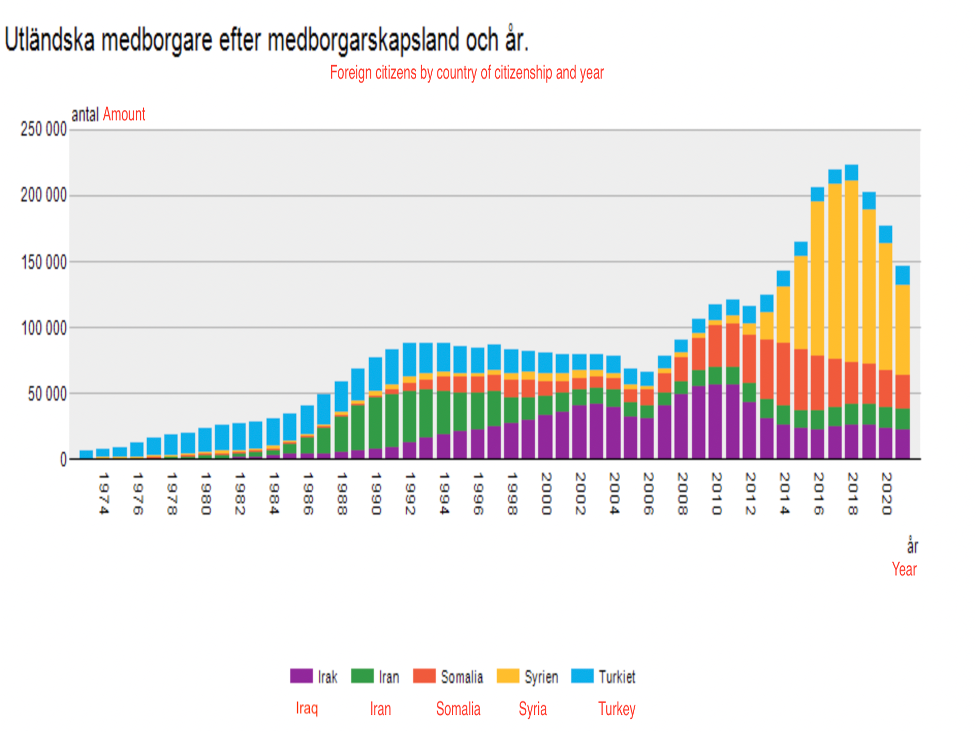 Utländska medborgare efter medborgarskapsland och år.
Foreign citizens by country of citizenship and year
antal Amount
250 000
200 000
150 000
100 000
50 000
0
1974 1976 1978 1980 1982 1984 1986 1988 1990 1992 1994 1996 1998 2000 2002 2004 2006 2008 2010 2012 2014 2016 2018 2020
år
Year
Irak Iran Somalia Syrien Turkiet
Iraq Iran Somalia Syria Turkey